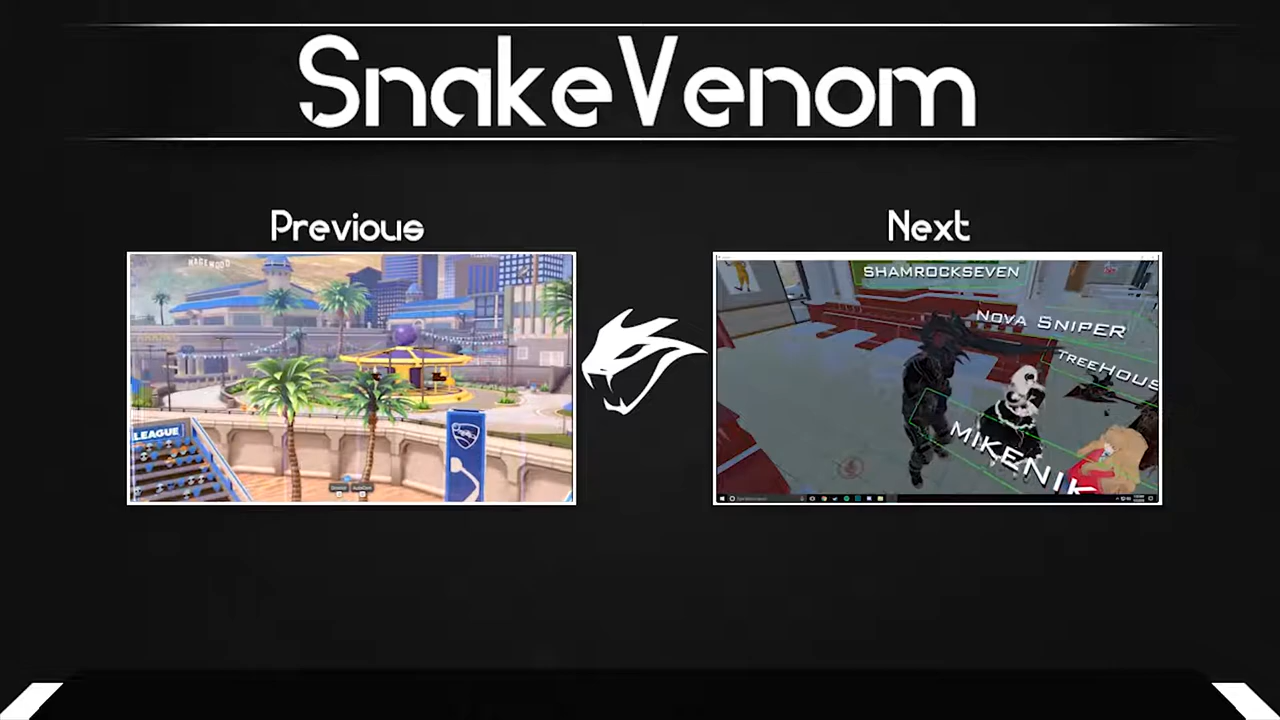 SnakeVenom
Previous
Next
LEAGUE
SHAMROCKSEVEN
NOVA SNIPER
TREEHOUS
MIKENIK